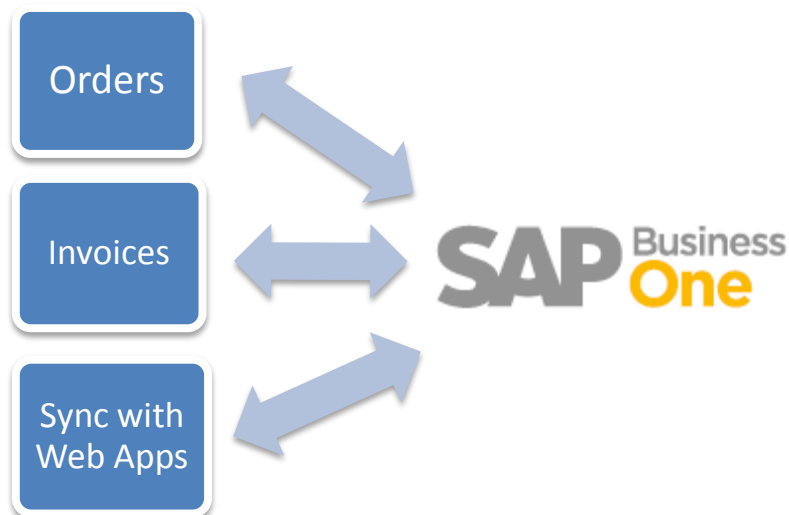 Orders
Invoices
Sync with
Web Apps
SAP Business
One